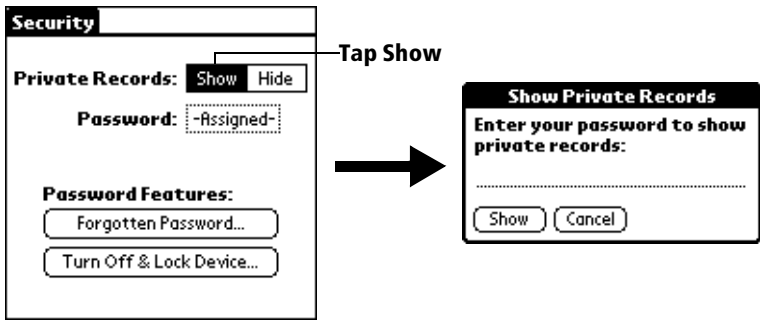 Security
Tap Show
Private Records: Show Hide
Password: -Assigned-
Password Features:
Forgotten Password...
Turn Off & Lock Device...
Show Private Records
Enter your password to show
private records:
Show Cancel